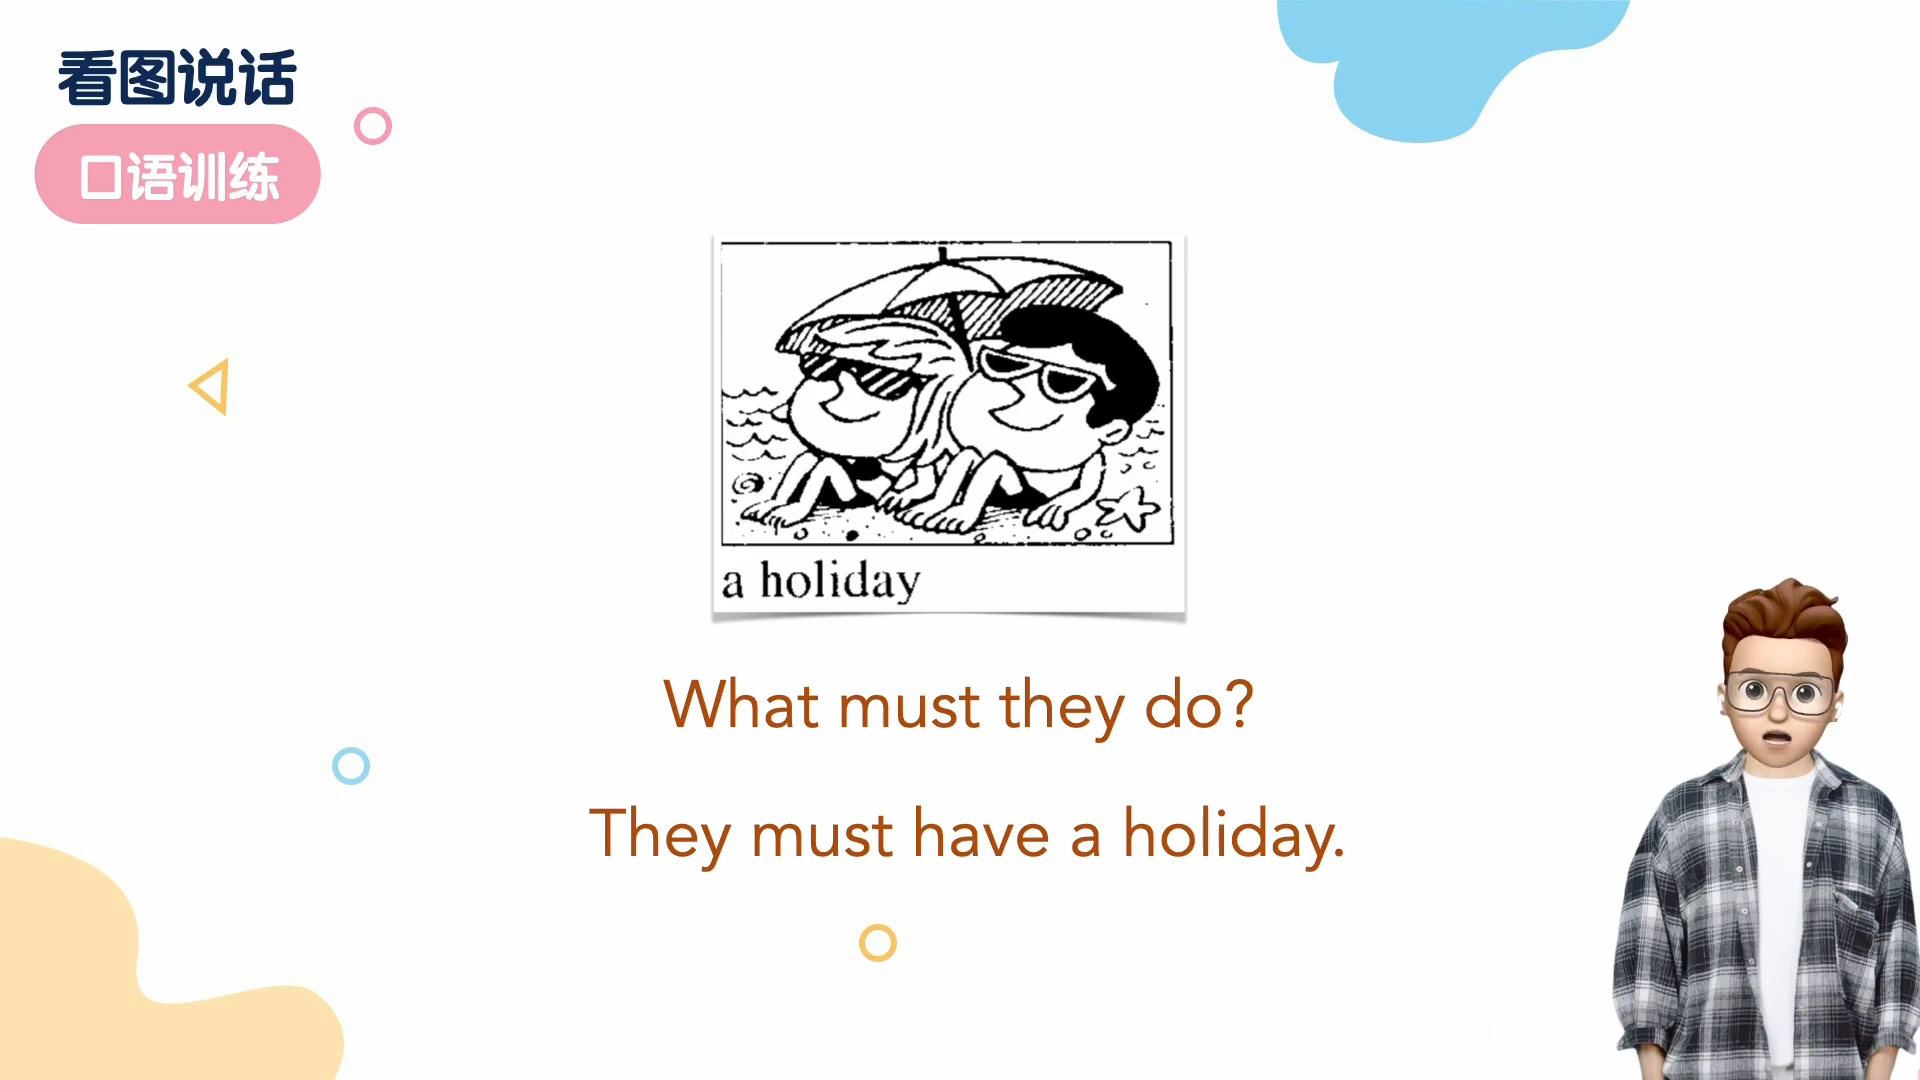 看图说话
口语训练
a holiday
What must they do?
They must have a holiday.